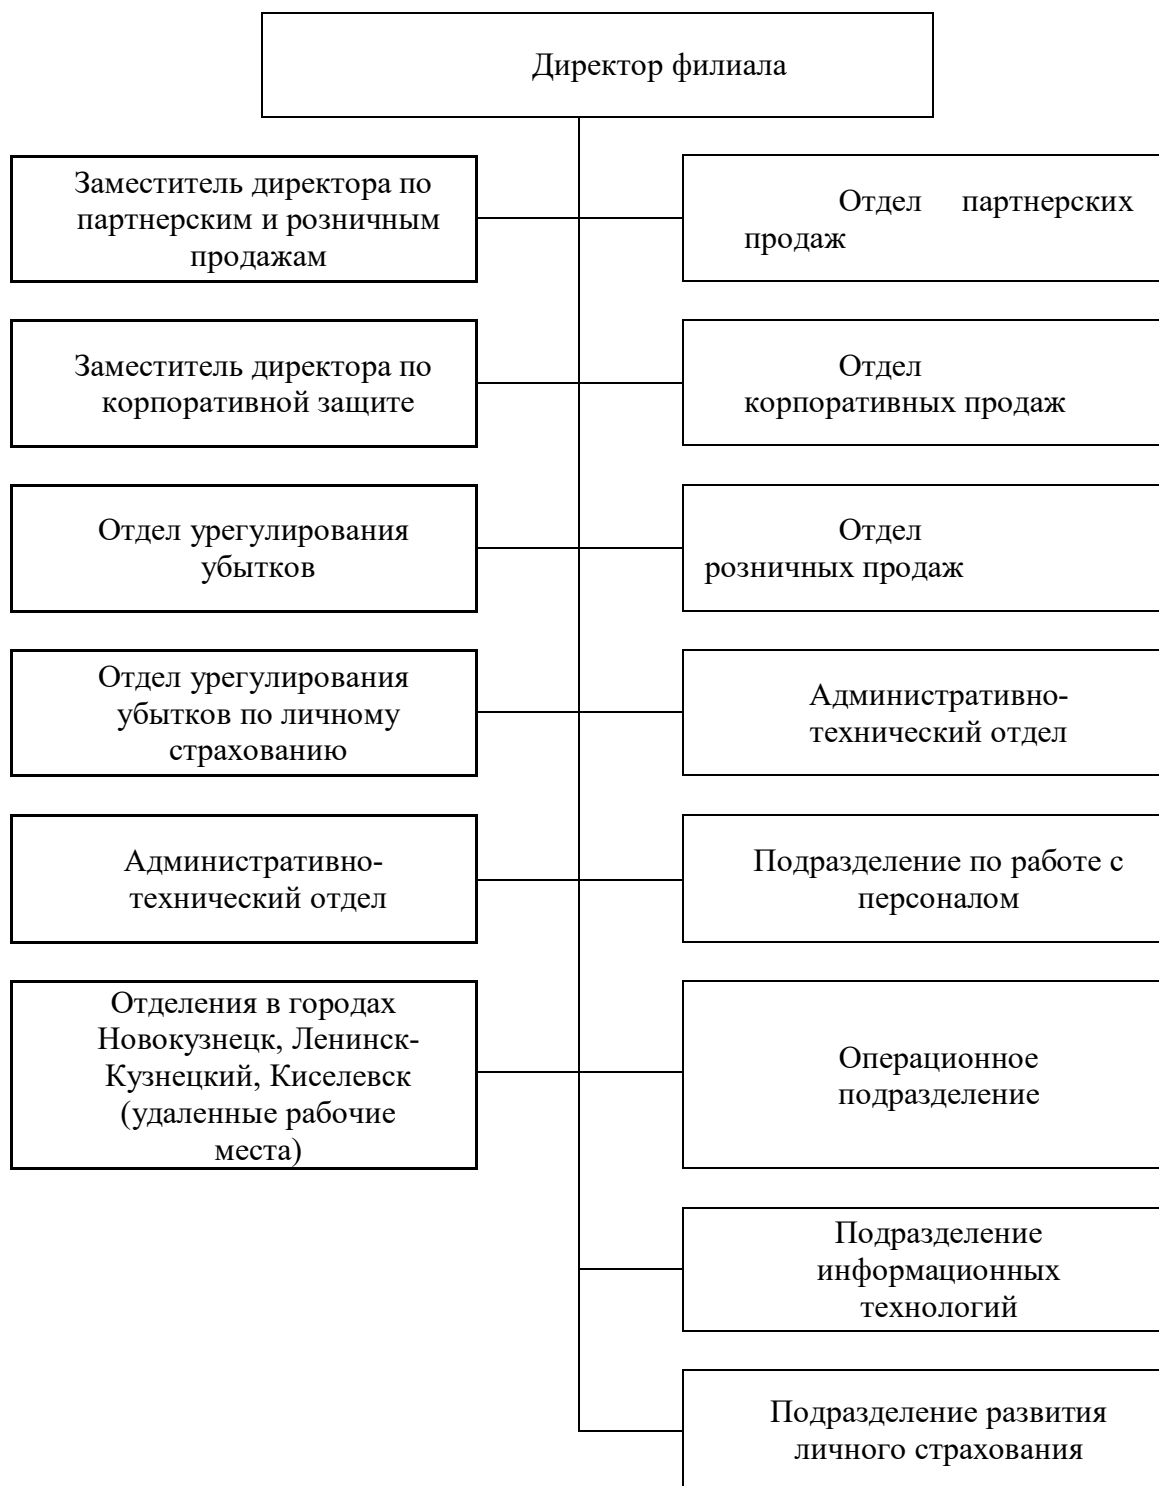 Директор филиала
Заместитель директора по
партнерским и розничным
продажам
Отдел партнерских
продаж
Заместитель директора по
корпоративной защите
Отдел
корпоративных продаж
Отдел урегулирования
убытков
Отдел
розничных продаж
Отдел урегулирования
убытков по личному
страхованию
Административно-
технический отдел
Административно-
технический отдел
Подразделение по работе с
персоналом
Отделения в городах
Новокузнецк, Ленинск-
Кузнецкий, Киселевск
(удаленные рабочие
места)
Операционное
подразделение
Подразделение
информационных
технологий
Подразделение развития
личного страхования